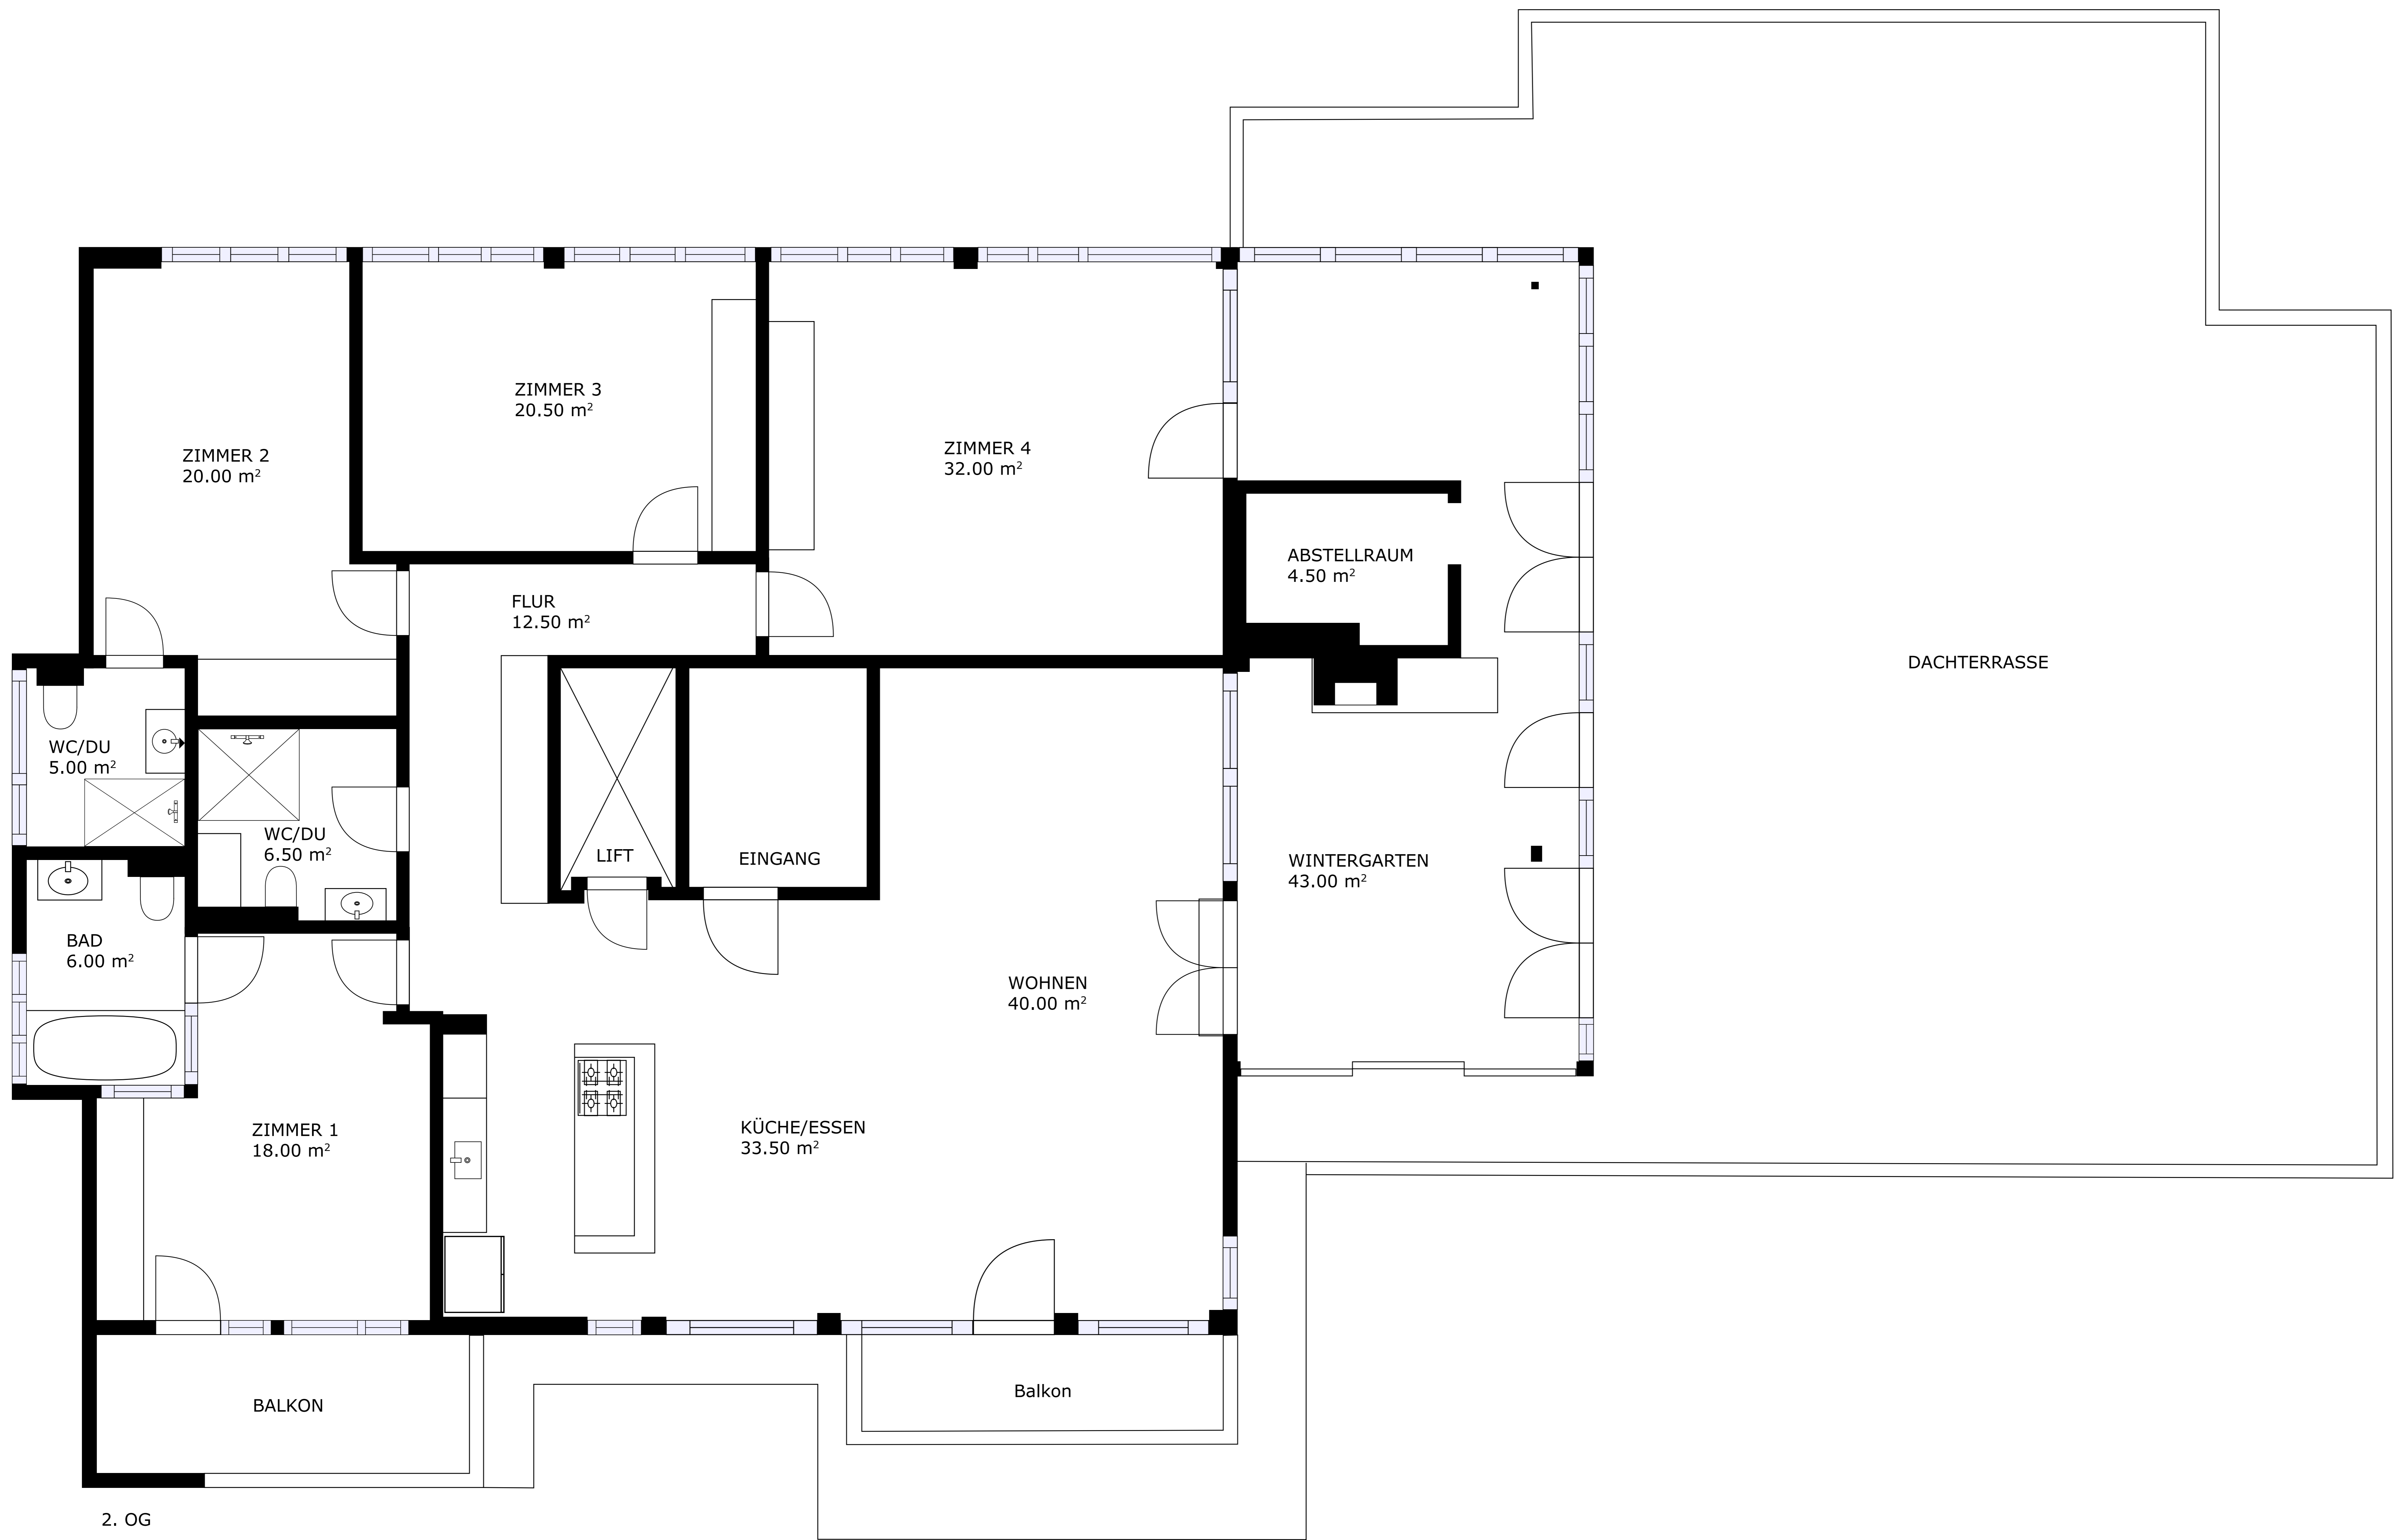 ZIMMER 3
20.50 m²
ZIMMER 4
32.00 m²
ZIMMER 2
20.00 m²
ABSTELLRAUM
4.50 m²
FLUR
12.50 m²
DACHTERRASSE
WC/DU
5.00 m²
WC/DU
6.50 m²
LIFT
EINGANG
WINTERGARTEN
43.00 m²
BAD
6.00 m²
WOHNEN
40.00 m²
ZIMMER 1
18.00 m²
KÜCHE/ESSEN
33.50 m²
BALKON
Balkon
2. OG